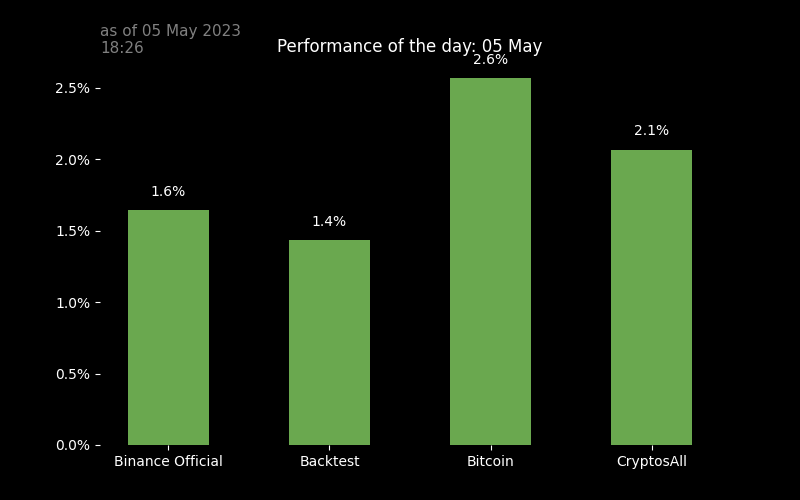 as of 05 May 2023
18:26
Performance of the day: 05 May
2.6%
2.5%
2.1%
2.0%
1.6%
1.5%
1.4%
1.0%
0.5%
0.0%
Binance Official
Backtest
Bitcoin
CryptosAll